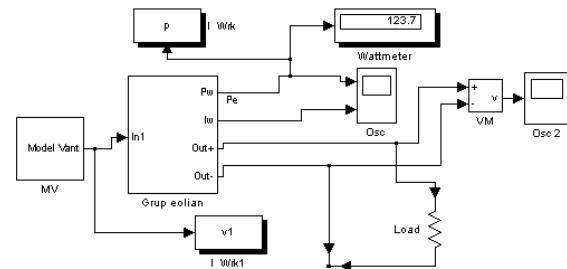 p
I Wrk
123.7
Wattmeter
Pw
Pe
Iw
Osc
+
-
v
VM
Osc 2
Model Vant
MV
In1
Out+
Out-
Grup eolian
Load
v1
I Wrk1